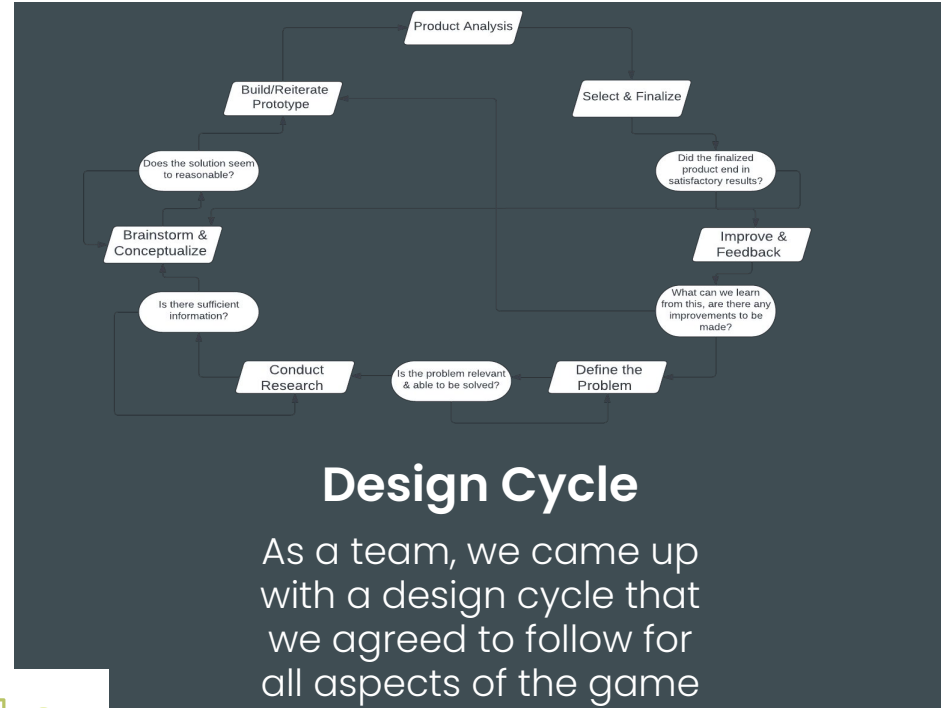 Product Analysis
Build/Reiterate
Prototype
Select & Finalize
Does the solution seem
to reasonable?
Did the finalized
product end in
satisfactory results?
Brainstorm &
Conceptualize
Improve &
Feedback
Is there sufficient
information?
What can we learn
from this, are there any
improvements to be
made?
Conduct
Research
Is the problem relevant
& able to be solved?
Define the
Problem
Design Cycle
As a team, we came up
with a design cycle that
we agreed to follow for
all aspects of the game